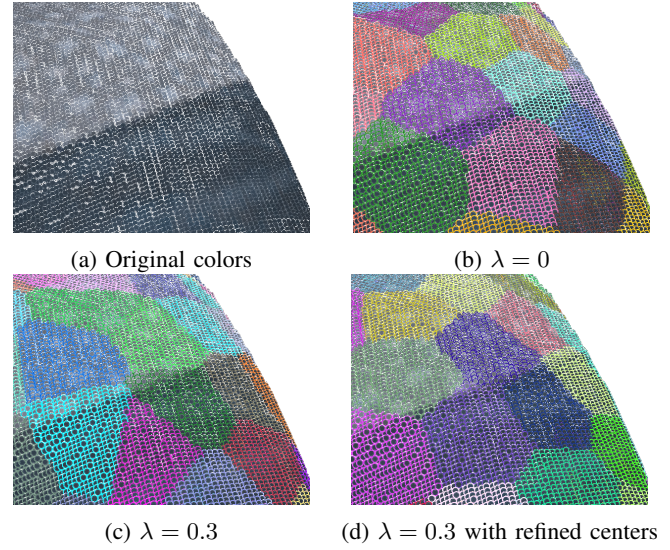 (a) Original colors
(b) λ = 0
(c) λ = 0.3
(d) λ = 0.3 with refined centers